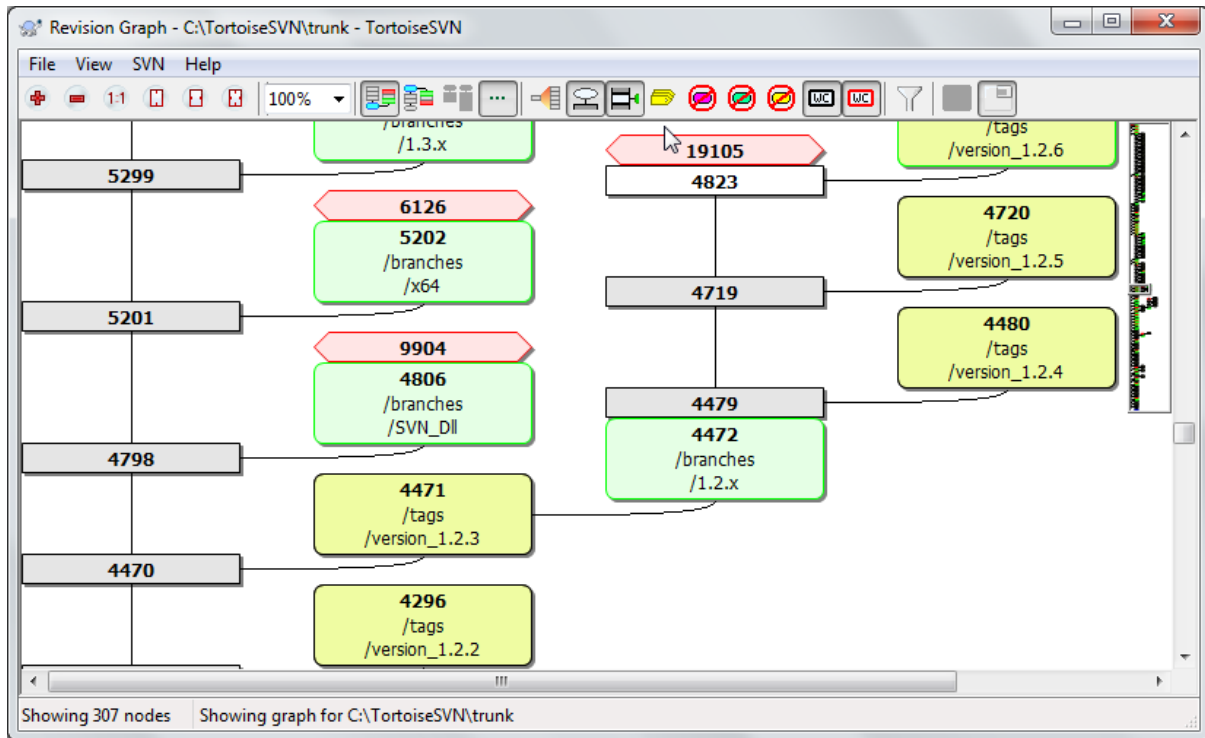 Revision Graph - C:\TortoiseSVN\trunk - TortoiseSVN
File View SVN Help
1:1 100% WC WC
/branches
/1.3.x
5299
6126
5202
/branches
/x64
5201
9904
4806
/branches
/SVN_Dll
4798
4471
/tags
/version_1.2.3
4470
4296
/tags
/version_1.2.2
19105
4823
4719
4479
4472
/branches
/1.2.x
/tags
/version_1.2.6
4720
/tags
/version_1.2.5
4480
/tags
/version_1.2.4
Showing 307 nodes Showing graph for C:\TortoiseSVN\trunk